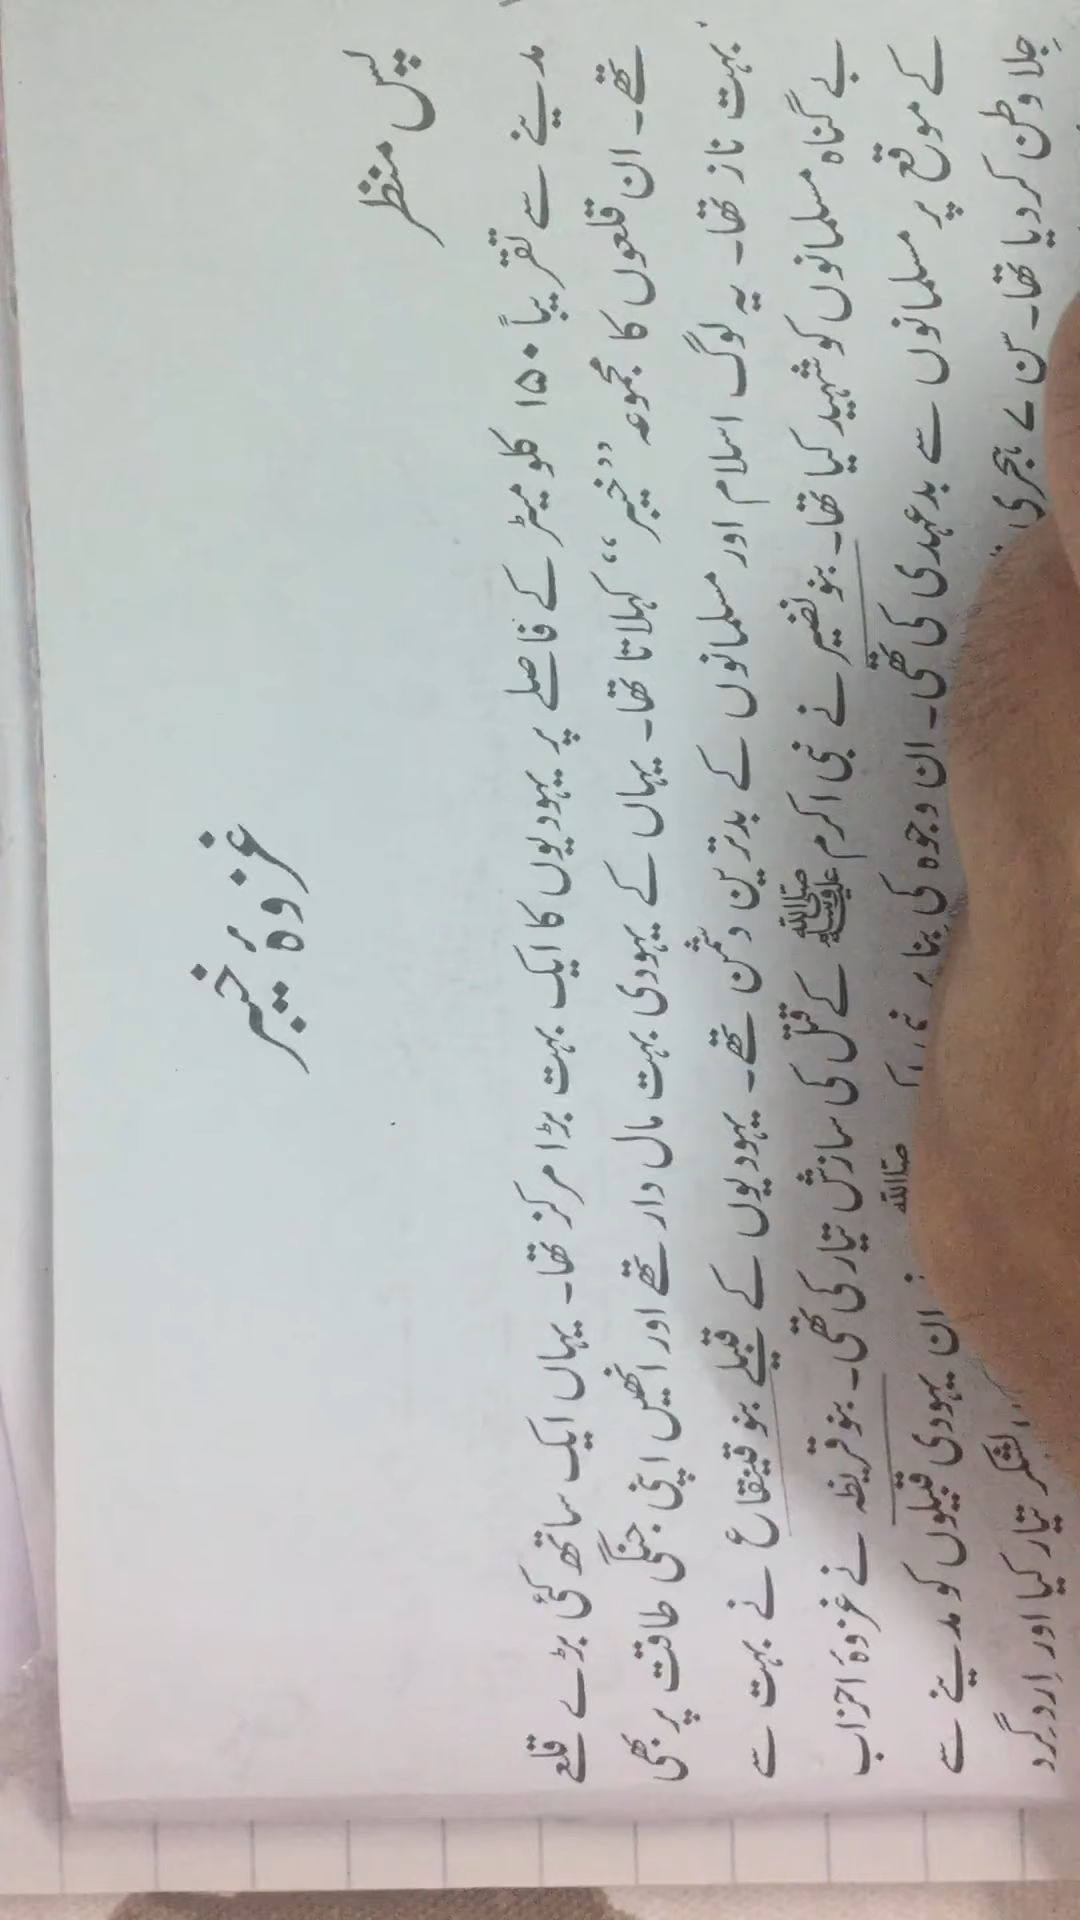 غزوۂ خیبر
پس منظر
مدینے سے تقریباً ۱۵۰ کلومیٹر کے فاصلے پر یہودیوں کا ایک بہت بڑا مرکز تھا۔ یہاں ایک ساتھ کئی بڑے قلعے
تھے۔ ان قلعوں کا مجموعہ ”خیبر“ کہلاتا تھا۔ یہاں کے یہودی بہت مال دار تھے اور انھیں اپنی جنگی طاقت پر بھی
بہت ناز تھا۔ یہ لوگ اسلام اور مسلمانوں کے بدترین دشمن تھے۔ یہودیوں کے قبیلے بنو قینقاع نے بہت سے
بے گناہ مسلمانوں کو شہید کیا تھا۔ بنو نضیر نے نبی اکرم ﷺ کے قتل کی سازش تیار کی تھی۔ بنو قریظہ نے غزوۂ احزاب
کے موقع پر مسلمانوں سے بدعہدی کی تھی۔ ان وجوہ کی بنا پر ان یہودی قبیلوں کو مدینے سے
جِلا وطن کر دیا تھا۔ سن ۷ ہجری لشکر تیار کیا اور اِرد گِرد